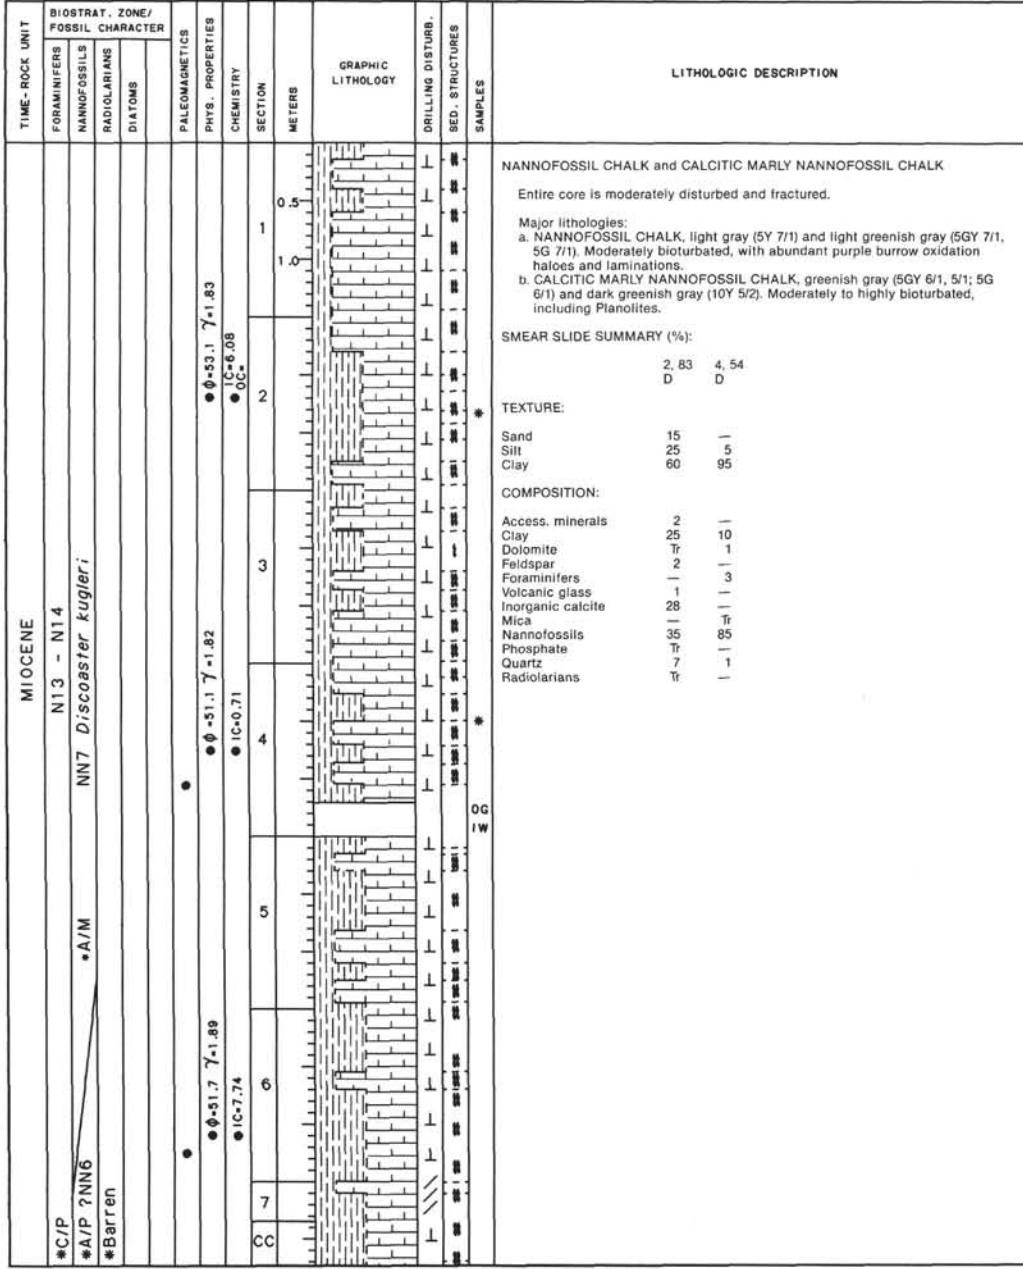 TIME-ROCK UNIT
BIOSTRAT. ZONE/
FOSSIL CHARACTER
FORAMINIFERS
NANNOFOSSILS
RADIOLARIANS
DIATOMS
PALEOMAGNETICS
PHYS. PROPERTIES
CHEMISTRY
SECTION
METERS
GRAPHIC
LITHOLOGY
DRILLING DISTURB.
SED. STRUCTURES
SAMPLES
LITHOLOGIC DESCRIPTION
MIOCENE
*C/P
N13 - N14
*A/P ?NN6
*A/M
NN7 Discoaster kugleri
*Barren
●Φ=53.1 γ=1.83
●Φ=51.1 γ=1.82
●Φ=51.7 γ=1.89
●IC=6.08
OC=
●IC=0.71
●IC=7.74
1
2
3
4
5
6
7
CC
0.5
1.0
*
*
OG
IW
NANNOFOSSIL CHALK and CALCITIC MARLY NANNOFOSSIL CHALK
Entire core is moderately disturbed and fractured.
Major lithologies:
a. NANNOFOSSIL CHALK, light gray (5Y 7/1) and light greenish gray (5GY 7/1,
5G 7/1). Moderately bioturbated, with abundant purple burrow oxidation
haloes and laminations.
b. CALCITIC MARLY NANNOFOSSIL CHALK, greenish gray (5GY 6/1, 5/1; 5G
6/1) and dark greenish gray (10Y 5/2). Moderately to highly bioturbated,
including Planolites.
SMEAR SLIDE SUMMARY (%):
2, 83 4, 54
D D
TEXTURE:
Sand 15 —
Silt 25 5
Clay 60 95
COMPOSITION:
Access. minerals 2 —
Clay 25 10
Dolomite Tr 1
Feldspar 2 —
Foraminifers — 3
Volcanic glass 1 —
Inorganic calcite 28 —
Mica — Tr
Nannofossils 35 85
Phosphate Tr —
Quartz 7 1
Radiolarians Tr —